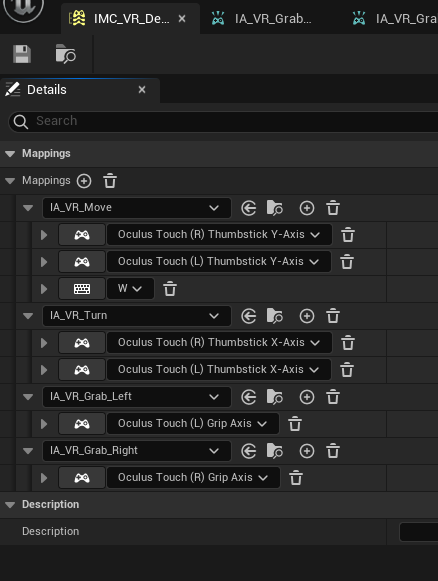 IMC_VR_De... IA_VR_Grab... IA_VR_Gra
Details
Search
Mappings
Mappings
IA_VR_Move
Oculus Touch (R) Thumbstick Y-Axis
Oculus Touch (L) Thumbstick Y-Axis
W
IA_VR_Turn
Oculus Touch (R) Thumbstick X-Axis
Oculus Touch (L) Thumbstick X-Axis
IA_VR_Grab_Left
Oculus Touch (L) Grip Axis
IA_VR_Grab_Right
Oculus Touch (R) Grip Axis
Description
Description